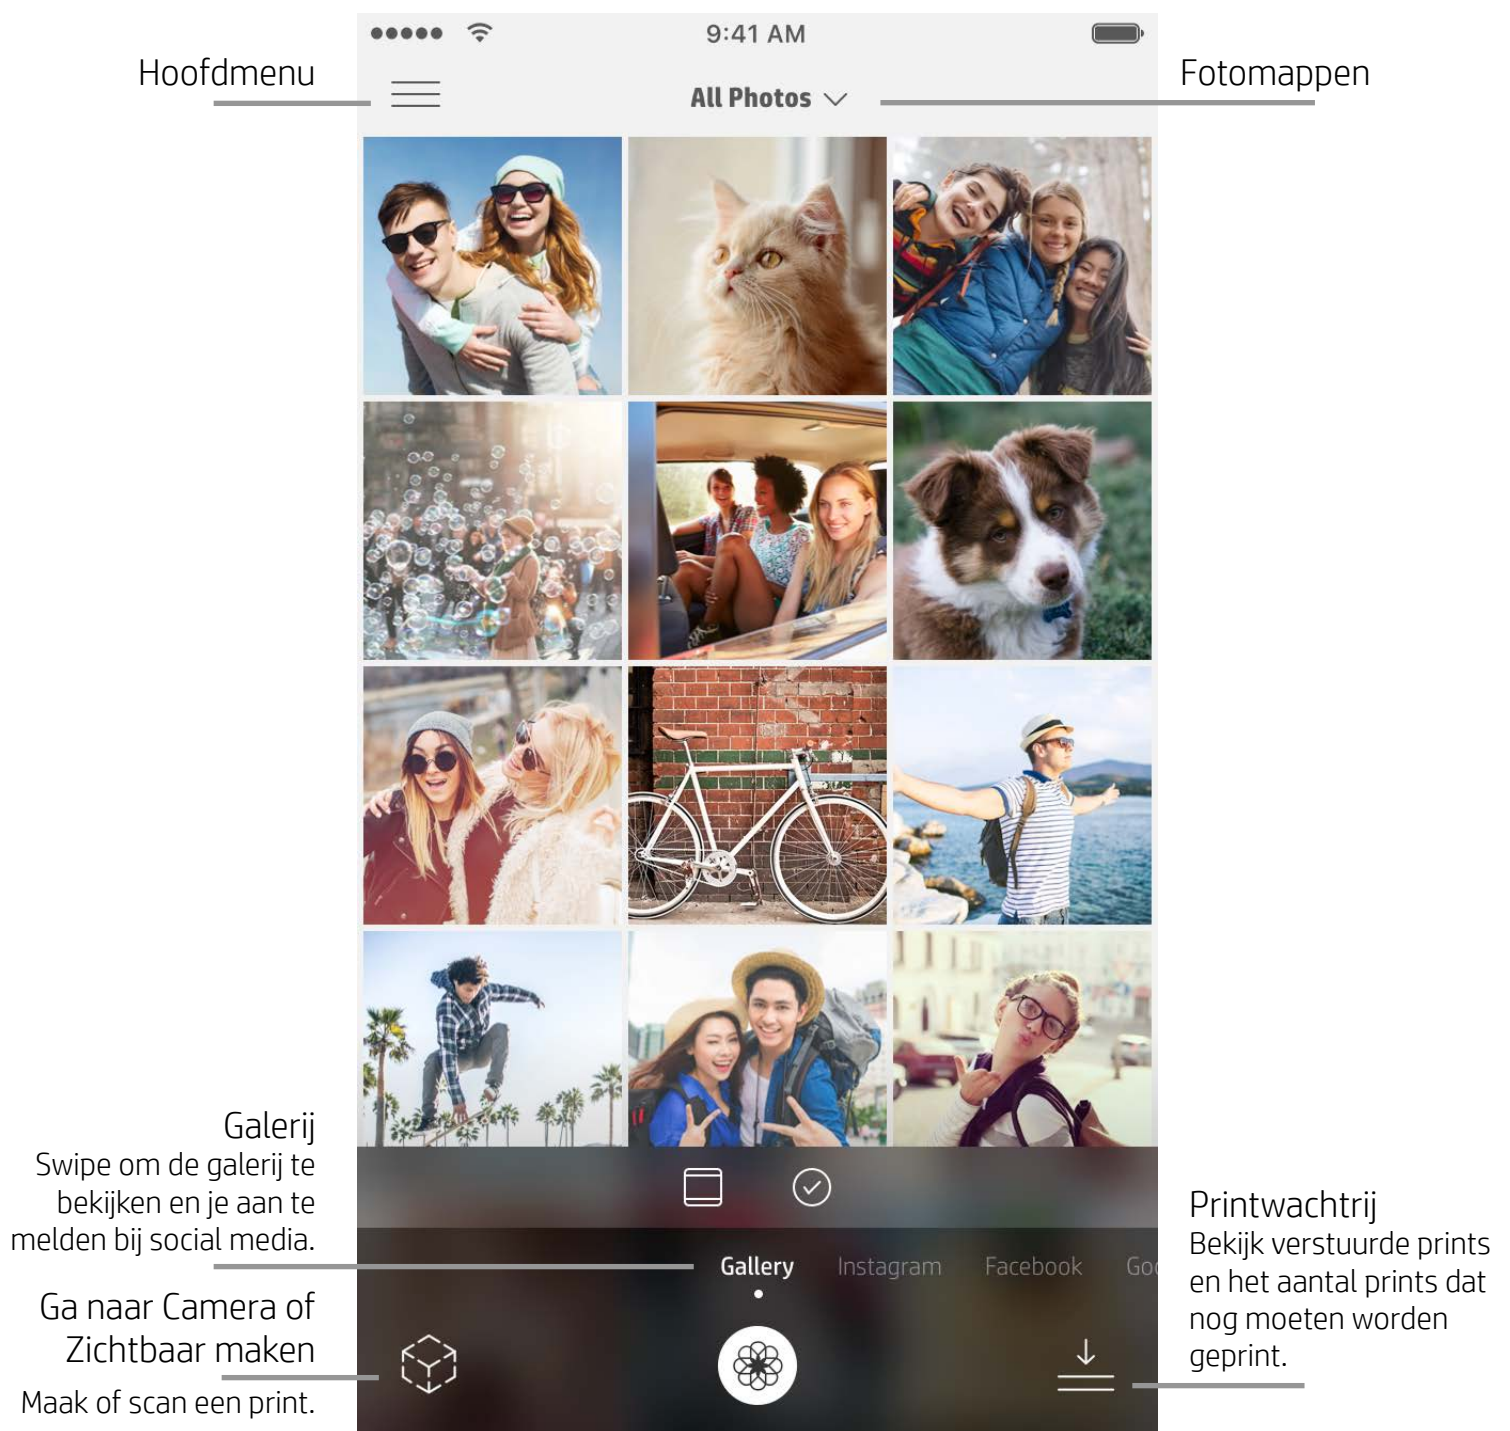 9:41 AM
Hoofdmenu
All Photos
Fotomappen
Galerij
Swipe om de galerij te
bekijken en je aan te
melden bij social media.
Gallery Instagram Facebook Goo
Ga naar Camera of
Zichtbaar maken
Maak of scan een print.
Printwachtrij
Bekijk verstuurde prints
en het aantal prints dat
nog moeten worden
geprint.